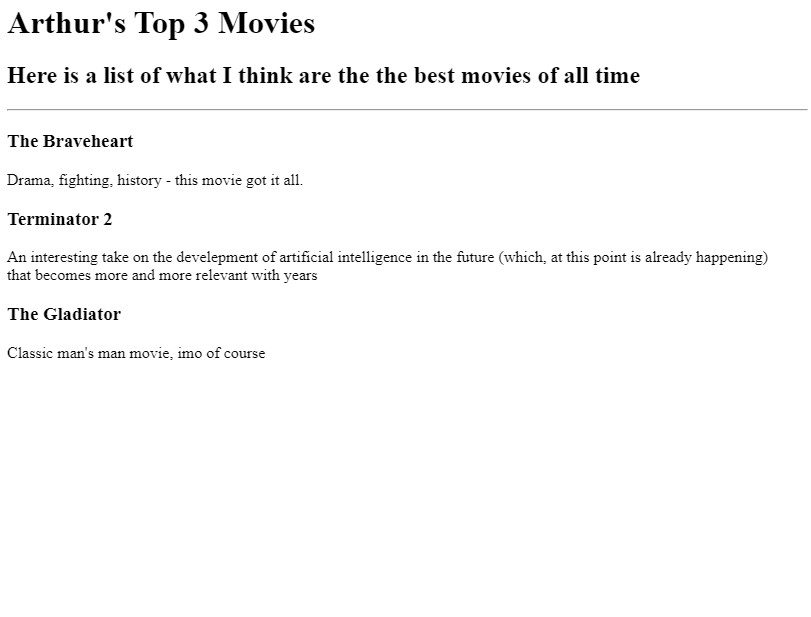 Arthur's Top 3 Movies
Here is a list of what I think are the the best movies of all time
The Braveheart
Drama, fighting, history - this movie got it all.
Terminator 2
An interesting take on the develepment of artificial intelligence in the future (which, at this point is already happening)
that becomes more and more relevant with years
The Gladiator
Classic man's man movie, imo of course